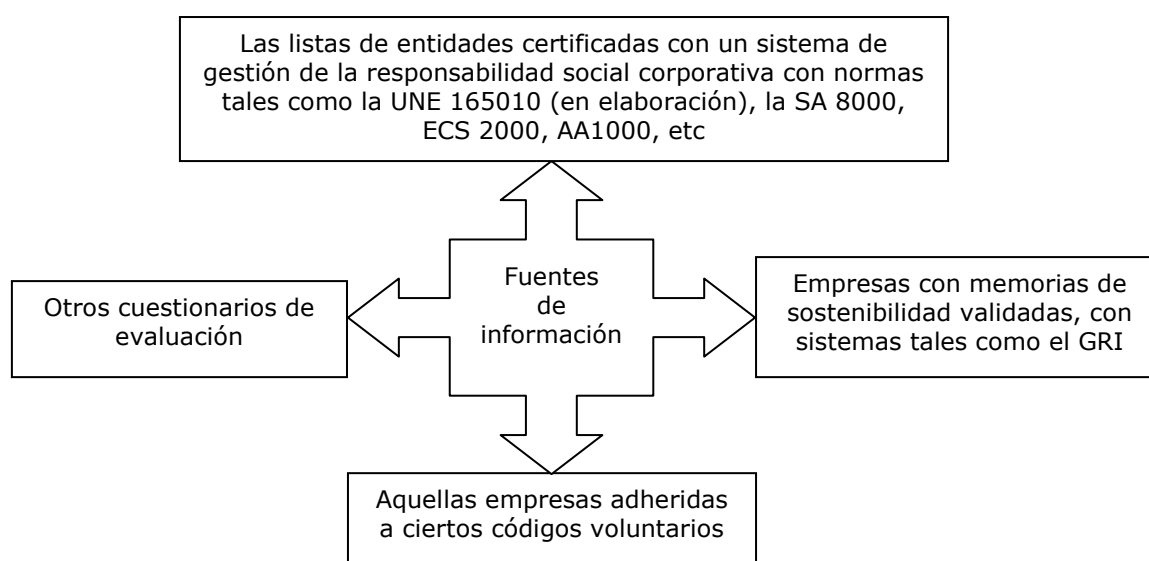 Las listas de entidades certificadas con un sistema de
gestión de la responsabilidad social corporativa con normas
tales como la UNE 165010 (en elaboración), la SA 8000,
ECS 2000, AA1000, etc
Otros cuestionarios de
evaluación
Fuentes
de
información
Empresas con memorias de
sostenibilidad validadas, con
sistemas tales como el GRI
Aquellas empresas adheridas
a ciertos códigos voluntarios